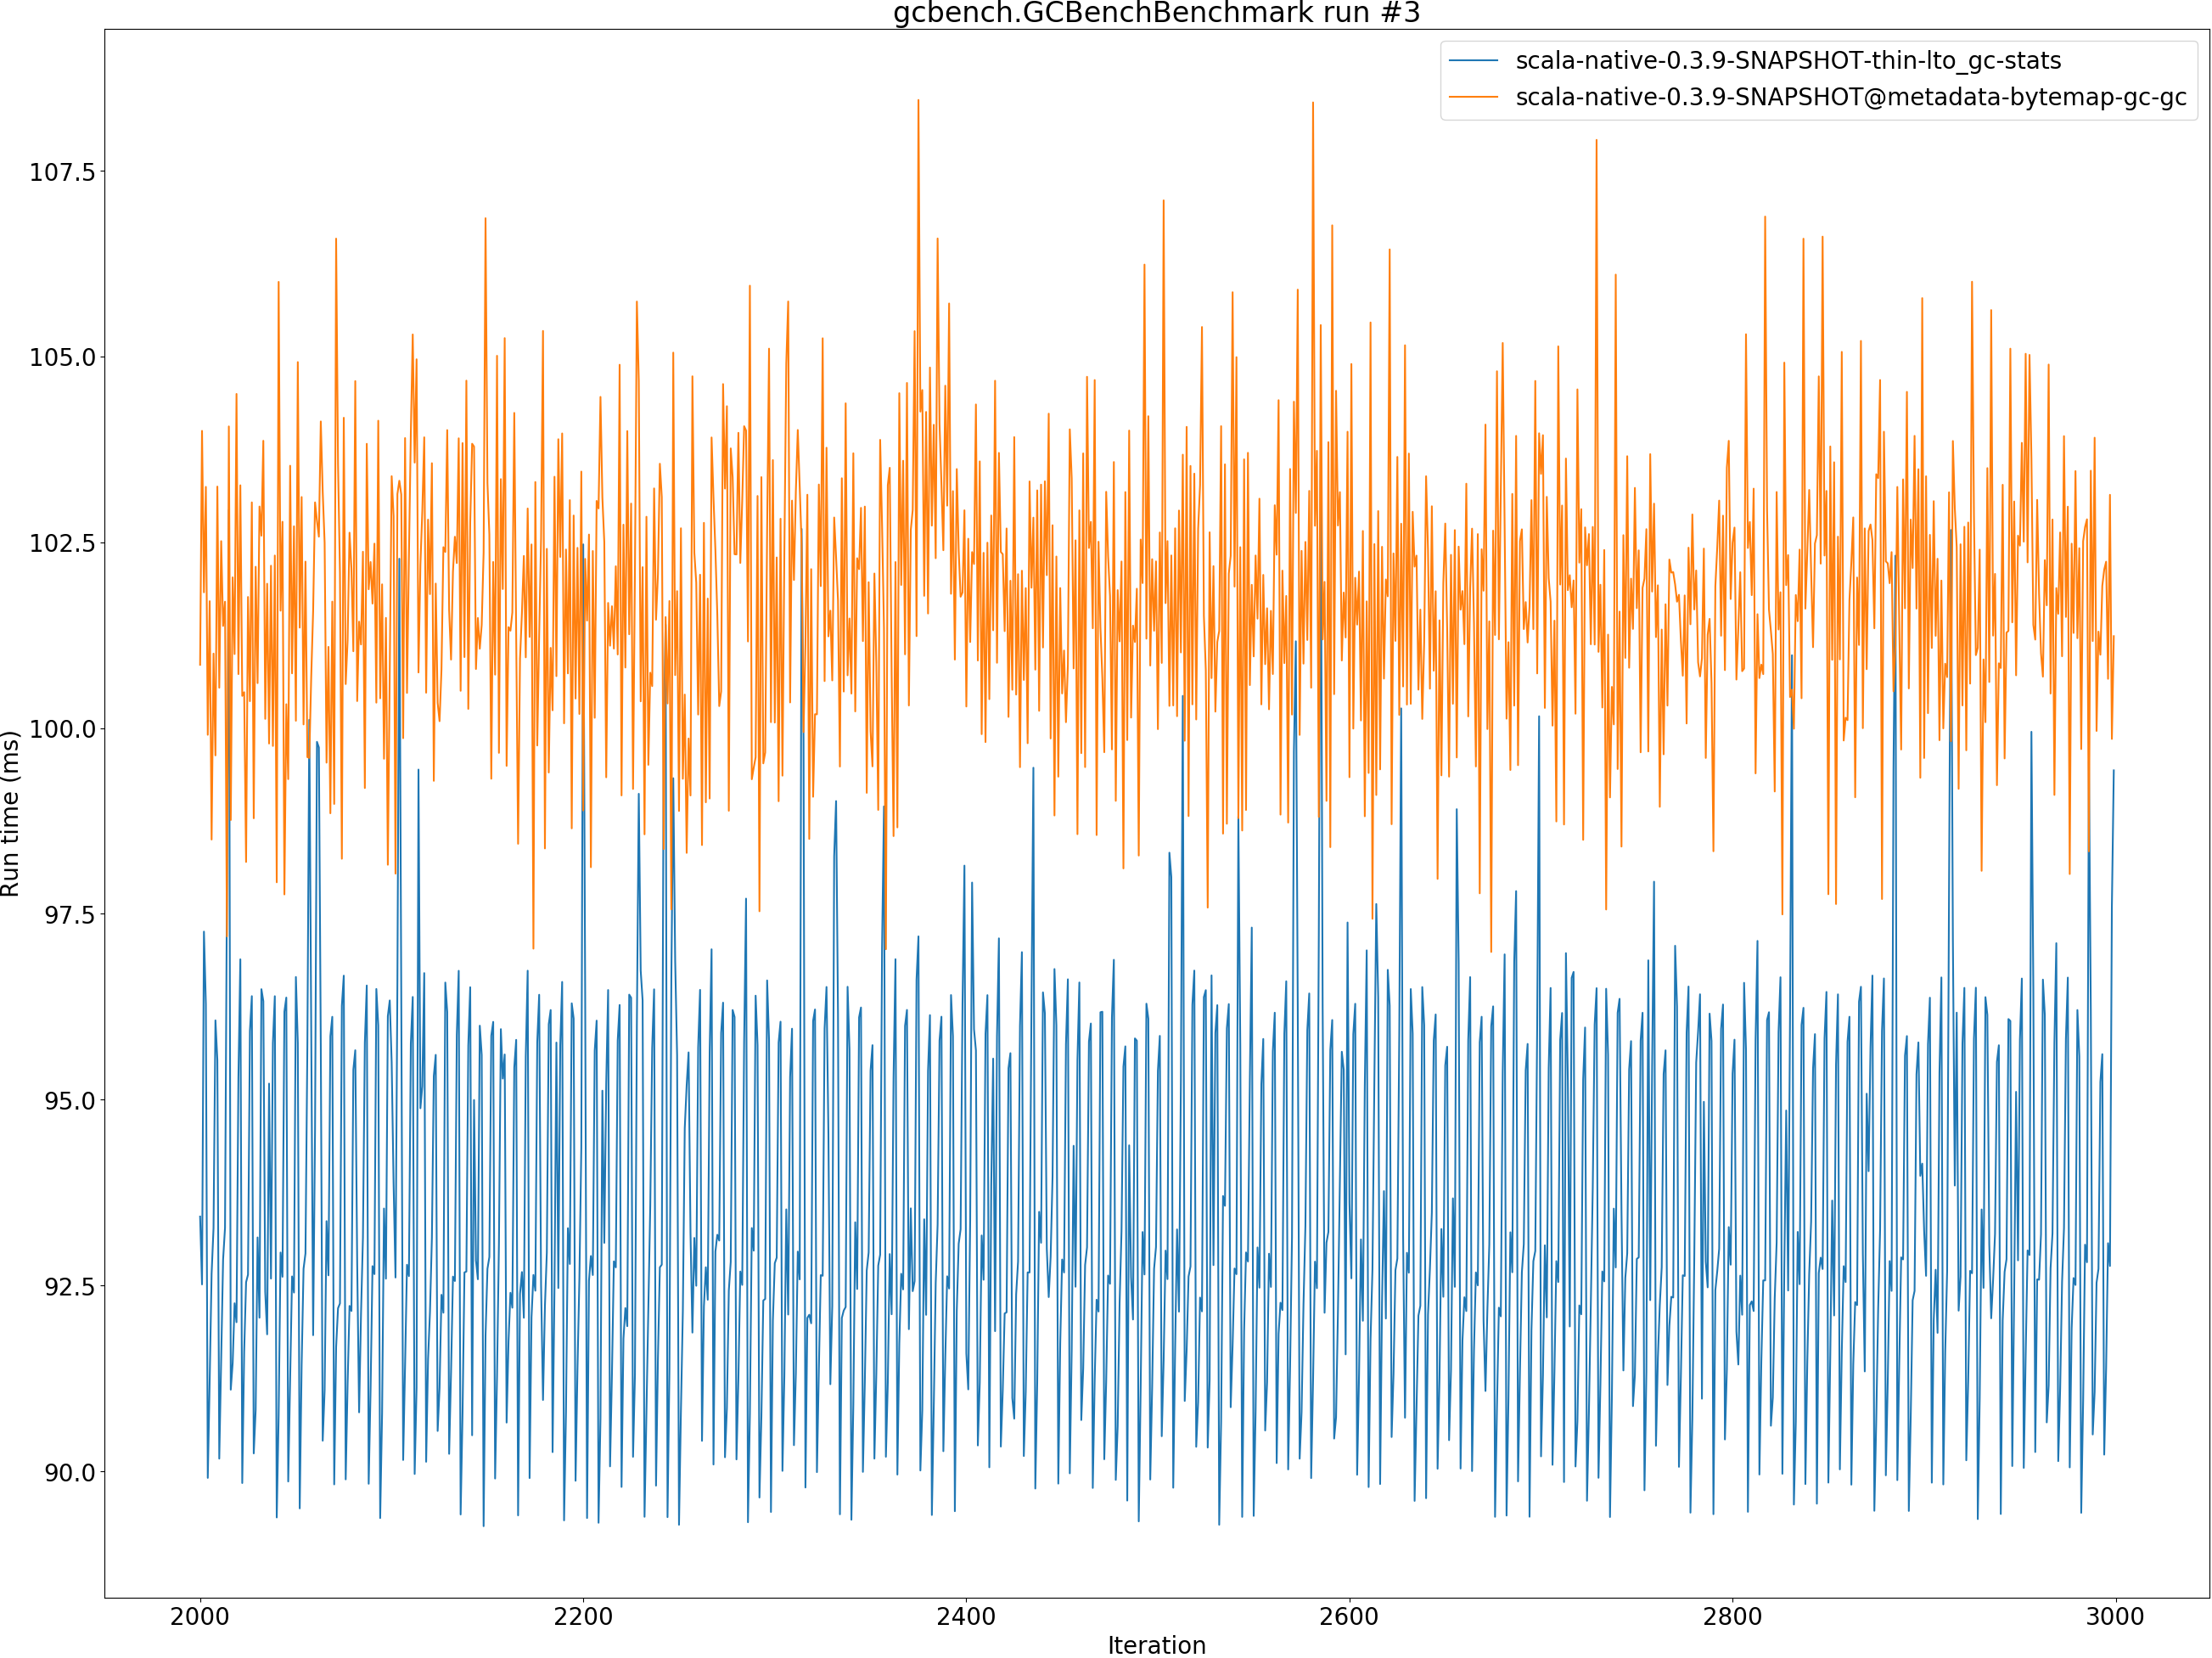 gcbench.GCBenchBenchmark run #3
scala-native-0.3.9-SNAPSHOT-thin-lto_gc-stats
scala-native-0.3.9-SNAPSHOT@metadata-bytemap-gc-gc
107.5
105.0
102.5
100.0
97.5
95.0
92.5
90.0
Run time (ms)
2000 2200 2400 2600 2800 3000
Iteration